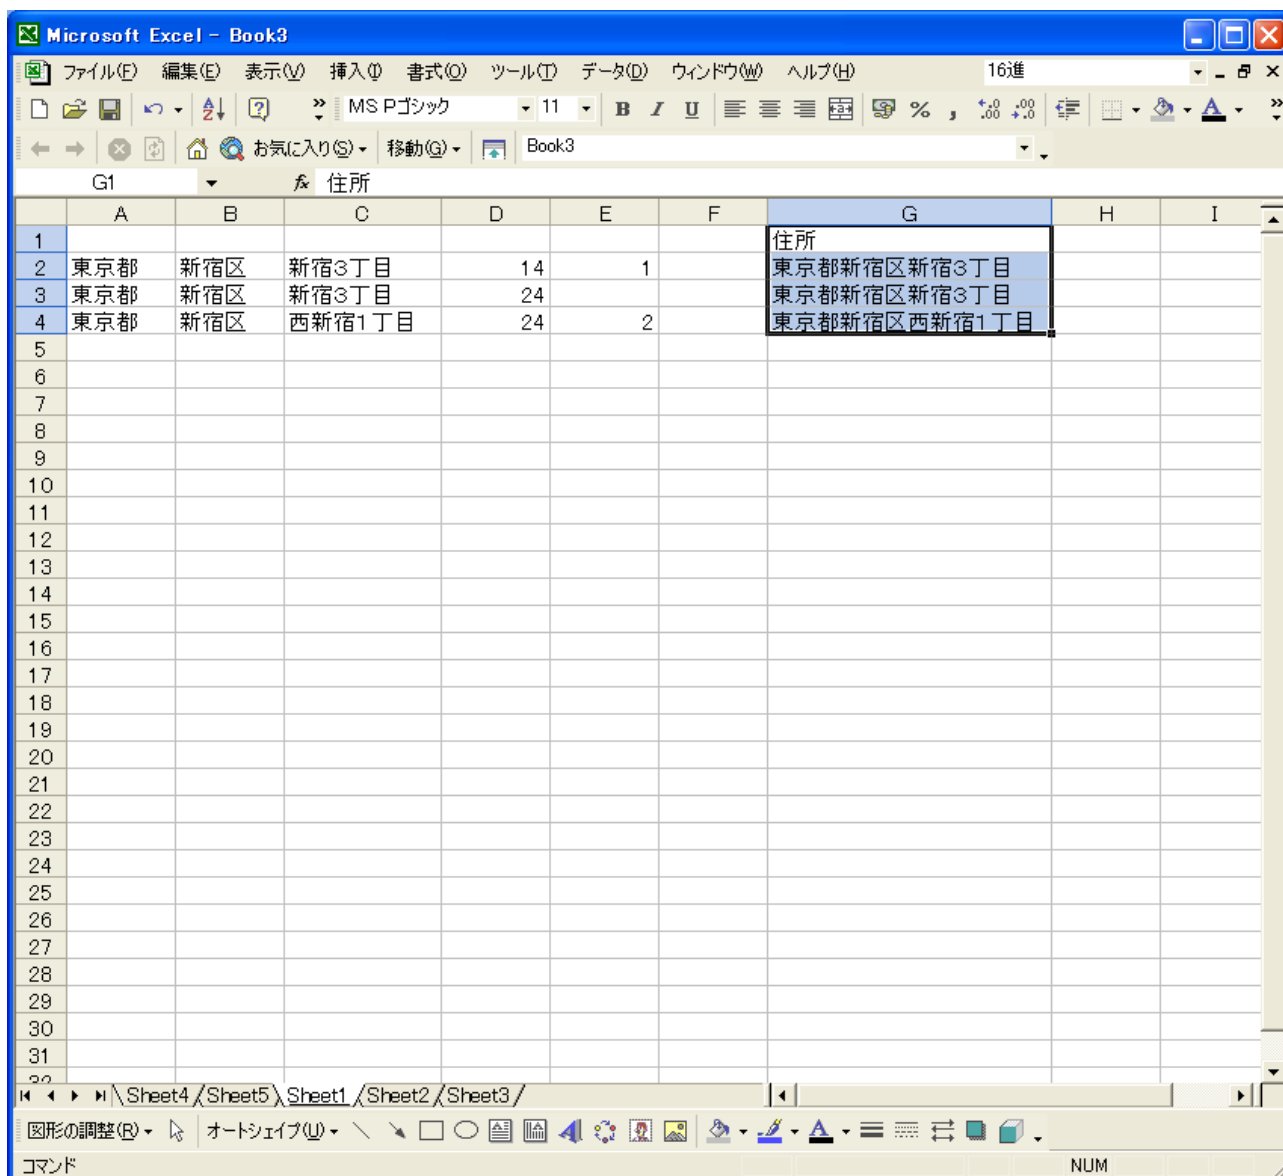 Microsoft Excel - Book3
ファイル(F) 編集(E) 表示(V) 挿入(I) 書式(O) ツール(T) データ(D) ウィンドウ(W) ヘルプ(H) 16進
MS Pゴシック 11 B I U % ,
お気に入り(S) 移動(G) Book3
G1 fx 住所
A B C D E F G H I
1 住所
2 東京都 新宿区 新宿3丁目 14 1 東京都新宿区新宿3丁目
3 東京都 新宿区 新宿3丁目 24 東京都新宿区新宿3丁目
4 東京都 新宿区 西新宿1丁目 24 2 東京都新宿区西新宿1丁目
5
6
7
8
9
10
11
12
13
14
15
16
17
18
19
20
21
22
23
24
25
26
27
28
29
30
31
32
Sheet4 Sheet5 Sheet1 Sheet2 Sheet3
図形の調整(R) オートシェイプ(U)
コマンド NUM